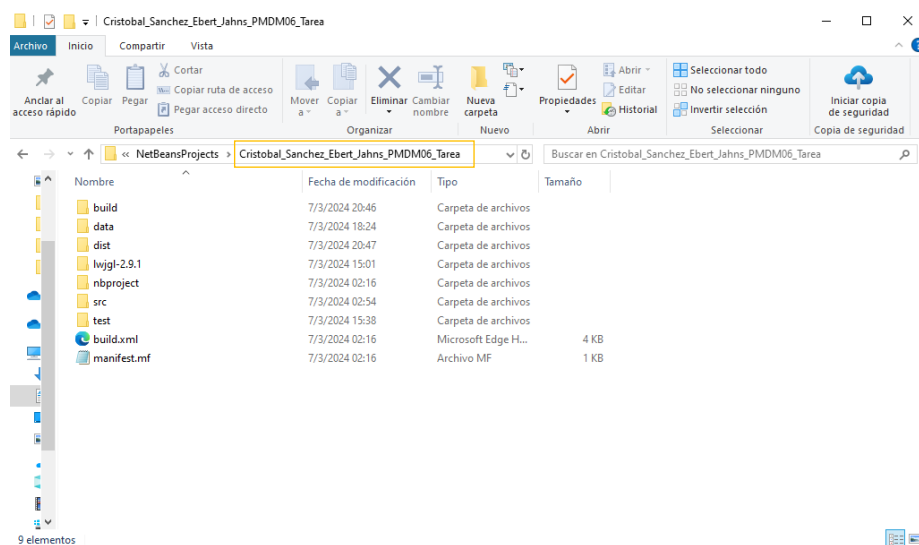 Cristobal_Sanchez_Ebert_Jahns_PMDM06_Tarea
Archivo Inicio Compartir Vista
Anclar al acceso rápido
Copiar
Pegar
Cortar
Copiar ruta de acceso
Pegar acceso directo
Mover a
Copiar a
Eliminar
Cambiar nombre
Nueva carpeta
Propiedades
Abrir
Editar
Historial
Seleccionar todo
No seleccionar ninguno
Invertir selección
Iniciar copia de seguridad
Portapapeles Organizar Nuevo Abrir Seleccionar Copia de seguridad
« NetBeansProjects > Cristobal_Sanchez_Ebert_Jahns_PMDM06_Tarea Buscar en Cristobal_Sanchez_Ebert_Jahns_PMDM06_Tarea
Nombre Fecha de modificación Tipo Tamaño
build 7/3/2024 20:46 Carpeta de archivos
data 7/3/2024 18:24 Carpeta de archivos
dist 7/3/2024 20:47 Carpeta de archivos
lwjgl-2.9.1 7/3/2024 15:01 Carpeta de archivos
nbproject 7/3/2024 02:16 Carpeta de archivos
src 7/3/2024 02:54 Carpeta de archivos
test 7/3/2024 15:38 Carpeta de archivos
build.xml 7/3/2024 02:16 Microsoft Edge H... 4 KB
manifest.mf 7/3/2024 02:16 Archivo MF 1 KB
9 elementos